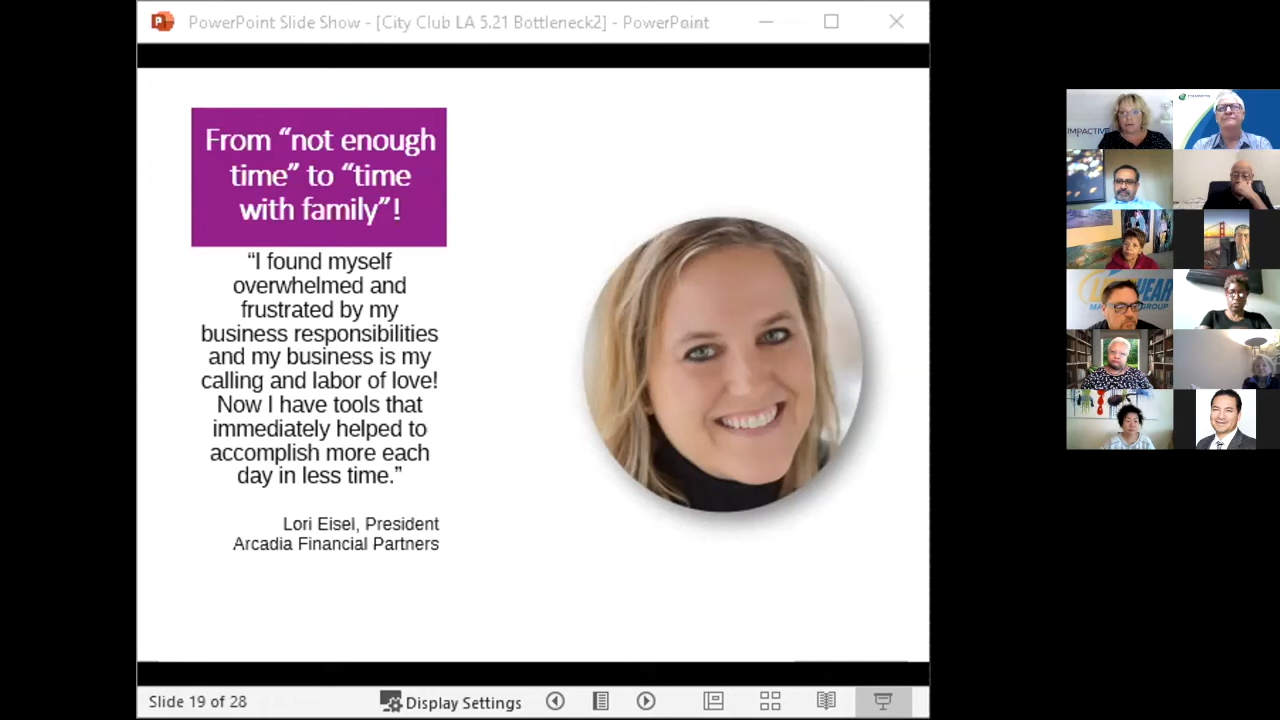 PowerPoint Slide Show - [City Club LA 5.21 Bottleneck2] - PowerPoint
From “not enough
time” to “time
with family”!
“I found myself
overwhelmed and
frustrated by my
business responsibilities
and my business is my
calling and labor of love!
Now I have tools that
immediately helped to
accomplish more each
day in less time.”
Lori Eisel, President
Arcadia Financial Partners
Slide 19 of 28
Display Settings
IMPACTIVE